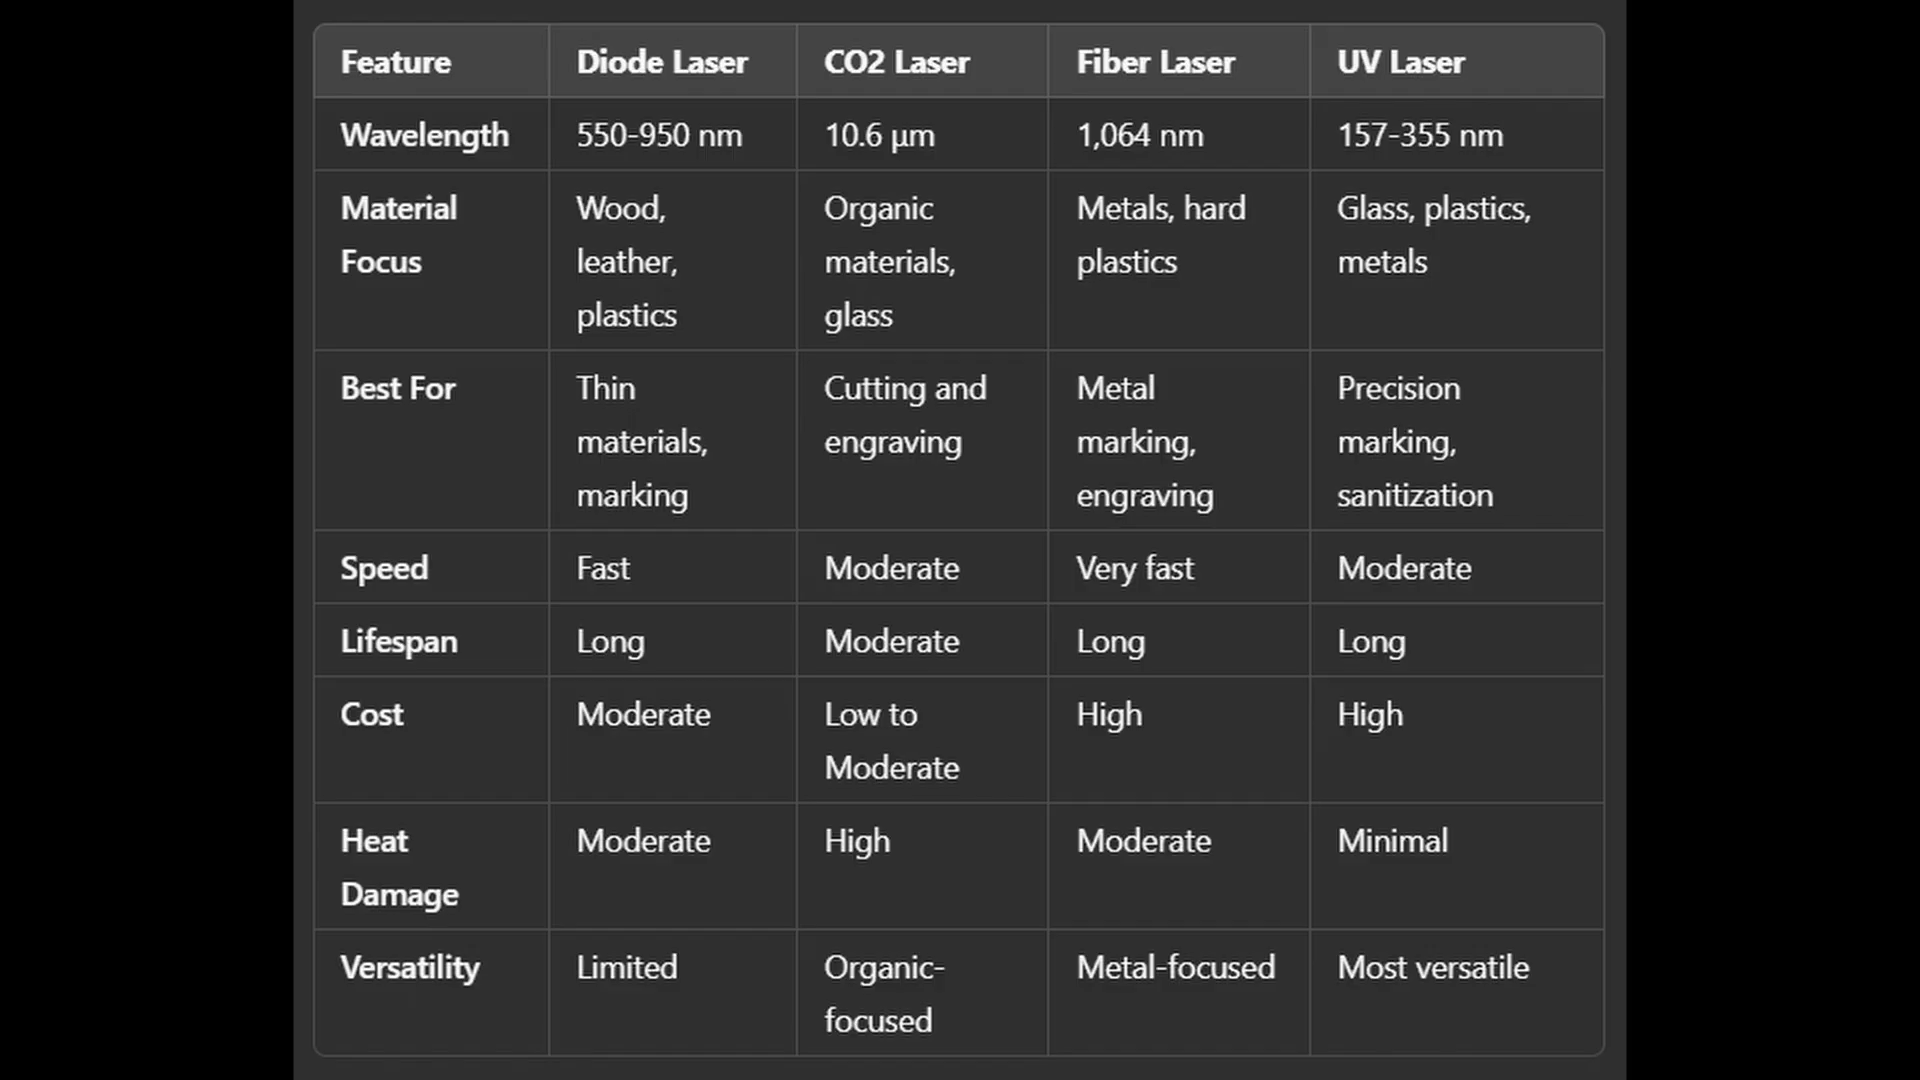 Feature Diode Laser CO2 Laser Fiber Laser UV Laser
Wavelength 550-950 nm 10.6 μm 1,064 nm 157-355 nm
Material Focus Wood, leather, plastics Organic materials, glass Metals, hard plastics Glass, plastics, metals
Best For Thin materials, marking Cutting and engraving Metal marking, engraving Precision marking, sanitization
Speed Fast Moderate Very fast Moderate
Lifespan Long Moderate Long Long
Cost Moderate Low to Moderate High High
Heat Damage Moderate High Moderate Minimal
Versatility Limited Organic-focused Metal-focused Most versatile